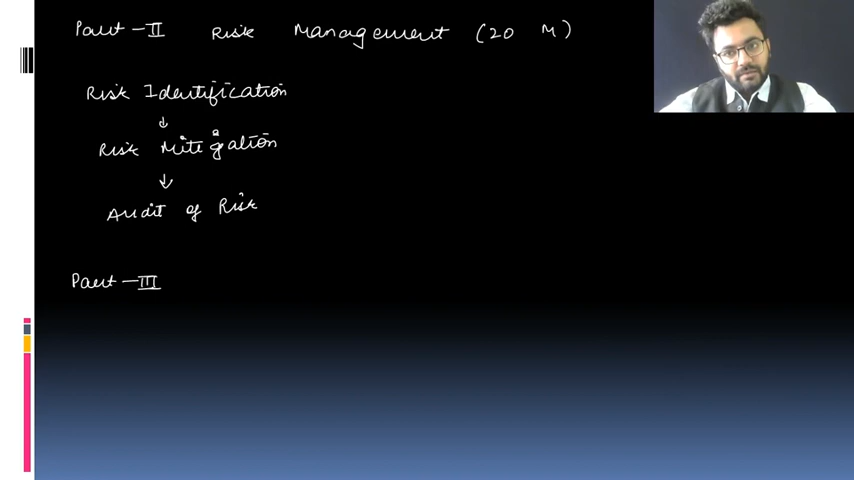 Part - II Risk Management (20 M)
Risk Identification
↓
Risk Mitigation
↓
Audit of Risk
Part - III